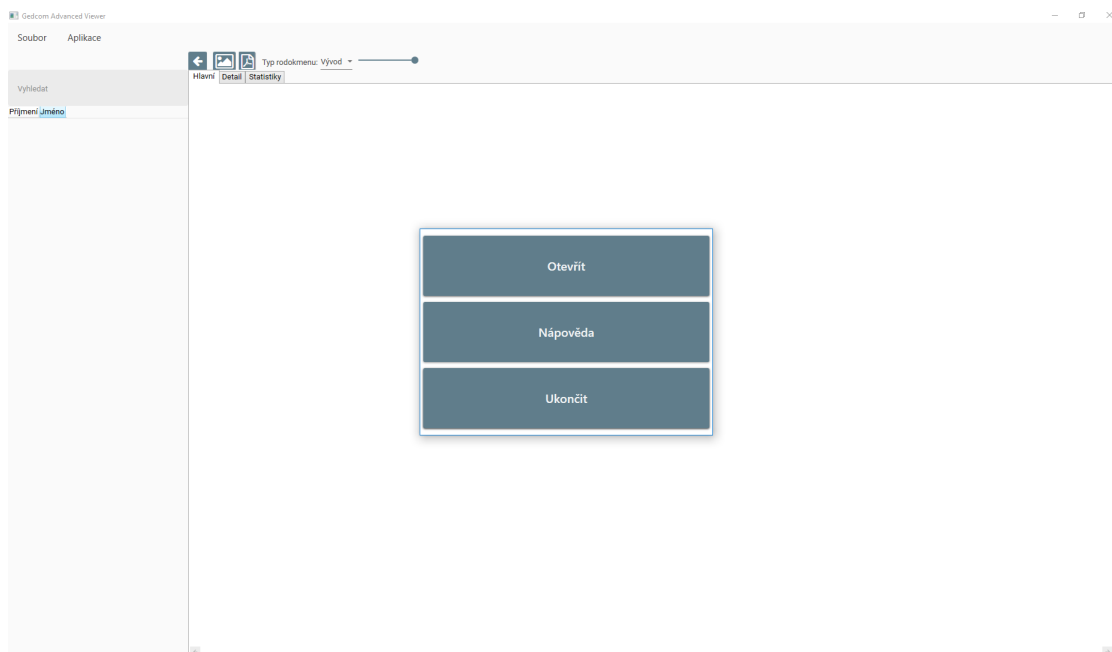 Gedcom Advanced Viewer
Soubor Aplikace
Typ rodokmenu: Vývod
Hlavní Detail Statistiky
Vyhledat
Příjmení Jméno
Otevřít
Nápověda
Ukončit